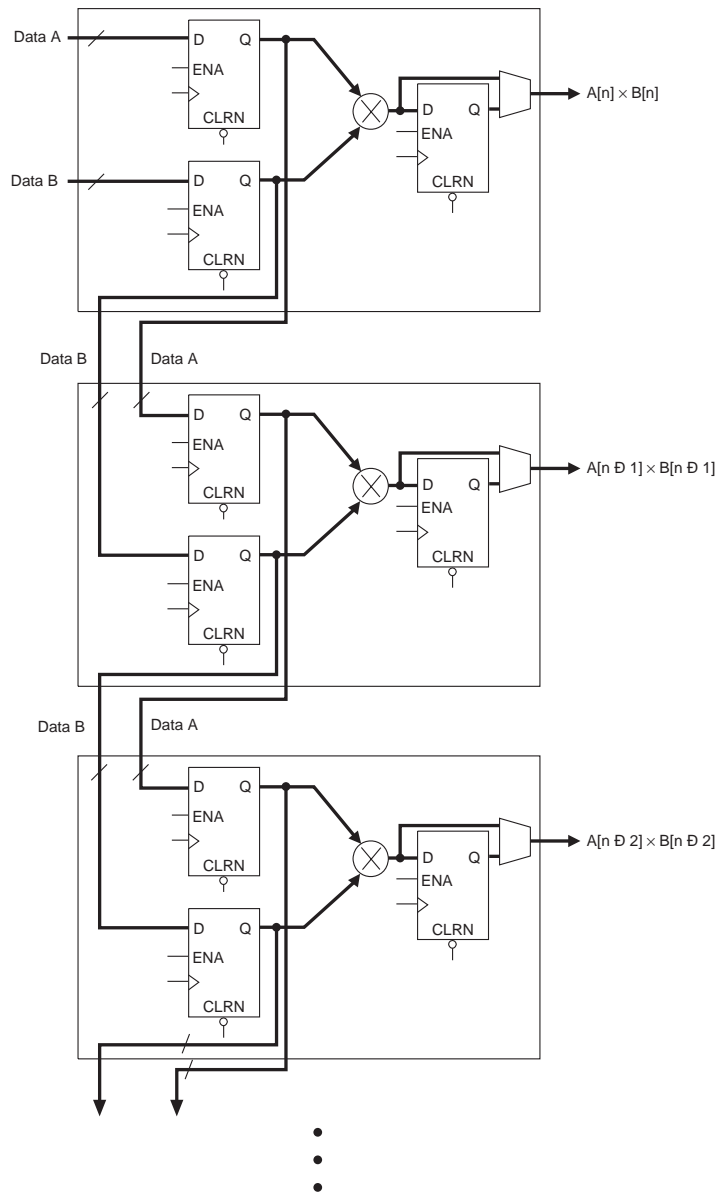 Data A
D Q
ENA
CLRN
D Q
ENA
CLRN
A[n] × B[n]
Data B
D Q
ENA
CLRN
Data B
Data A
D Q
ENA
CLRN
D Q
ENA
CLRN
A[n Ð 1] × B[n Ð 1]
D Q
ENA
CLRN
Data B
Data A
D Q
ENA
CLRN
D Q
ENA
CLRN
A[n Ð 2] × B[n Ð 2]
D Q
ENA
CLRN